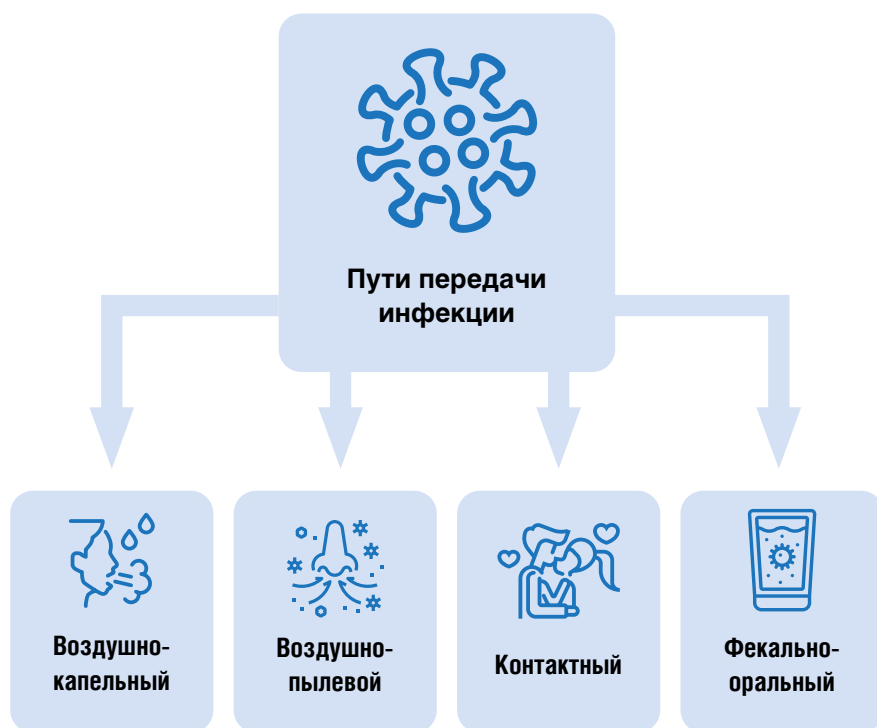 Пути передачи
инфекции
Воздушно-
капельный
Воздушно-
пылевой
Контактный
Фекально-
оральный